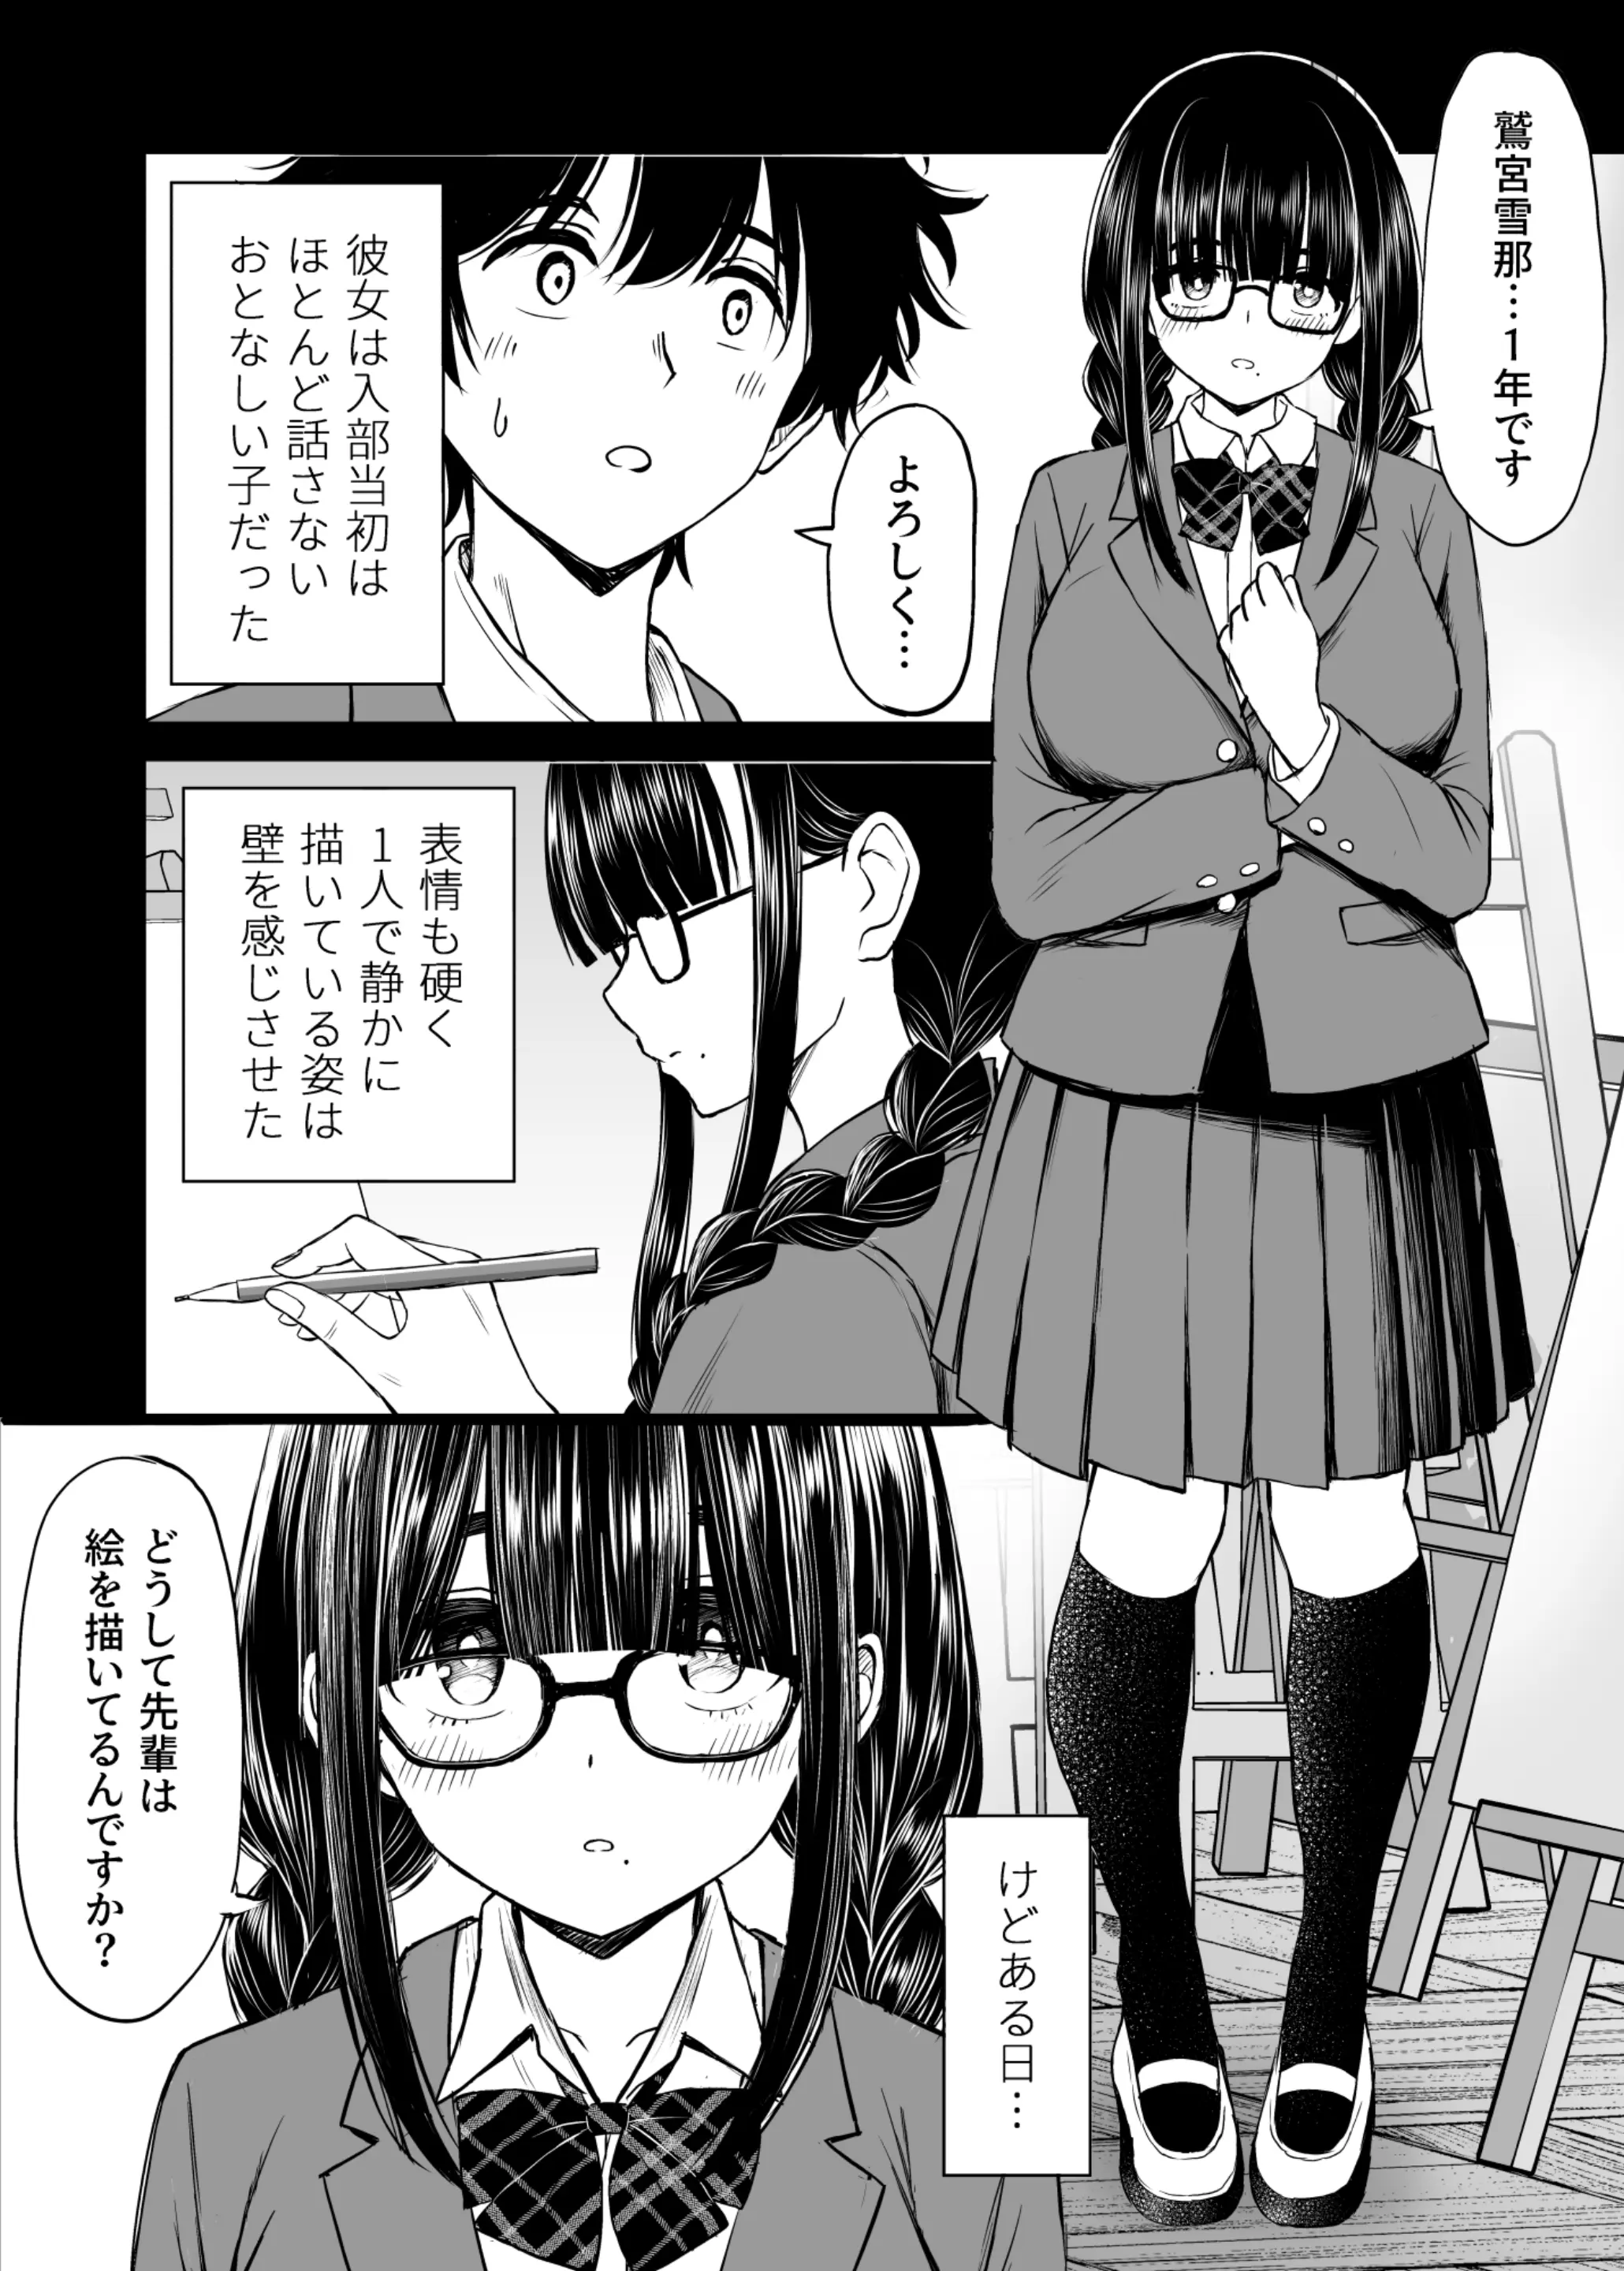 鷲宮雪那…1年です
よろしく…
彼女は入部当初は
ほとんど話さない
おとなしい子だった
表情も硬く
1人で静かに
描いている姿は
壁を感じさせた
けどある日…
どうして先輩は
絵を描いてるんですか？